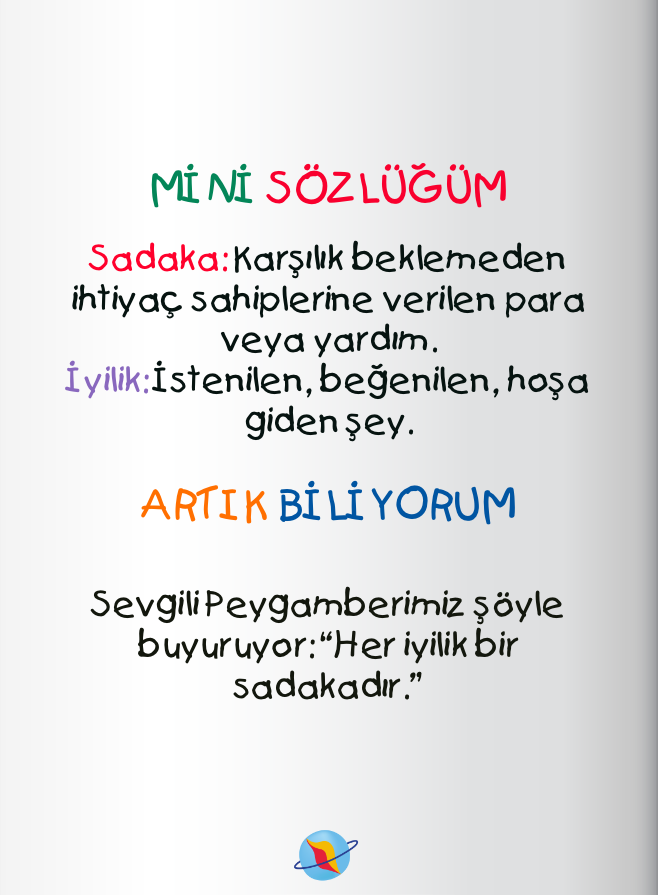 MİNİ SÖZLÜĞÜM
Sadaka:Karşılık beklemeden
ihtiyaç sahiplerine verilen para
veya yardım.
İyilik:İstenilen, beğenilen, hoşa
giden şey.
ARTIK BİLİYORUM
Sevgili Peygamberimiz şöyle
buyuruyor:“Her iyilik bir
sadakadır.”